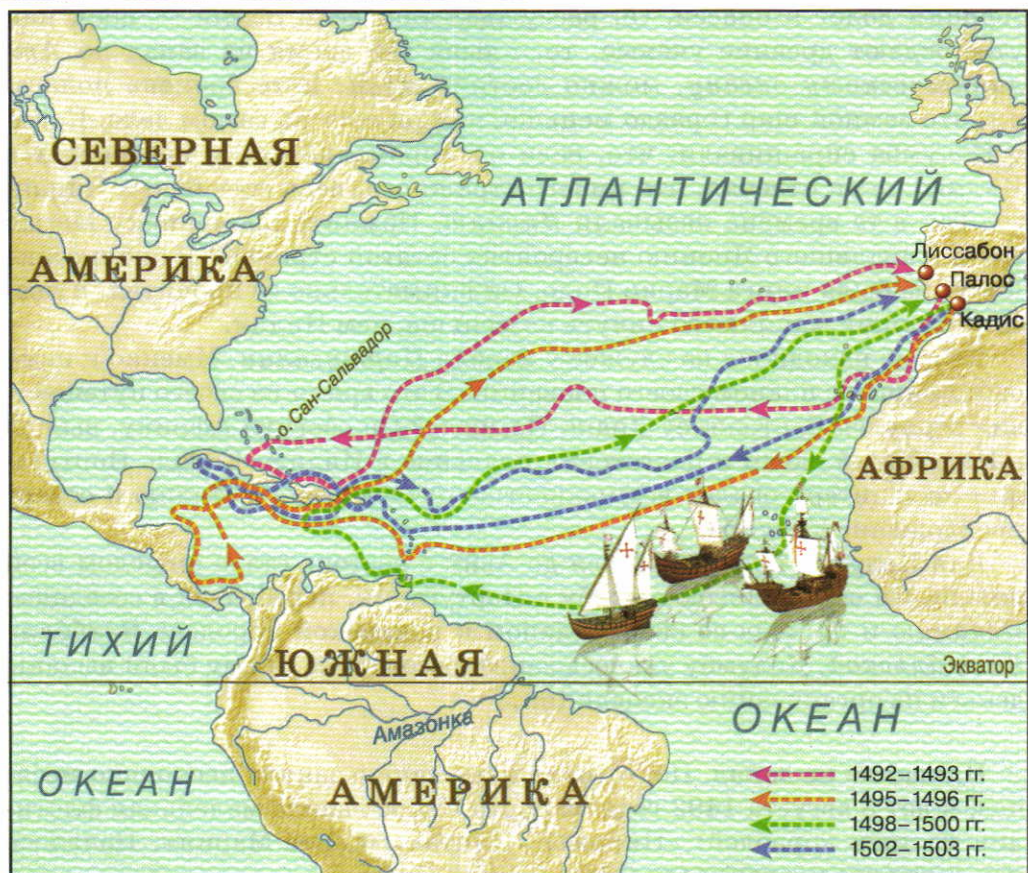 СЕВЕРНАЯ
АМЕРИКА
АТЛАНТИЧЕСКИЙ
Лиссабон
Палос
Кадис
о. Сан-Сальвадор
АФРИКА
ТИХИЙ
ЮЖНАЯ
Экватор
ОКЕАН
Амазонка
ОКЕАН
АМЕРИКА
1492–1493 гг.
1495–1496 гг.
1498–1500 гг.
1502–1503 гг.